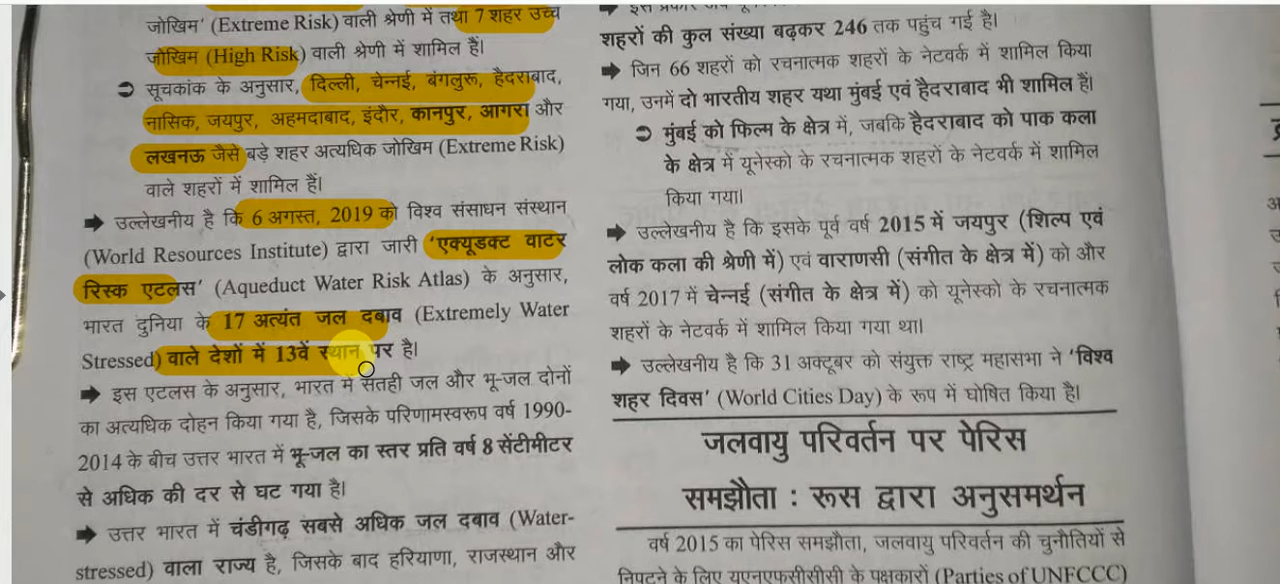 जोखिम' (Extreme Risk) वाली श्रेणी में तथा 7 शहर उच्च
जोखिम (High Risk) वाली श्रेणी में शामिल हैं।
➲ सूचकांक के अनुसार, दिल्ली, चेन्नई, बंगलुरू, हैदराबाद,
नासिक, जयपुर, अहमदाबाद, इंदौर, कानपुर, आगरा और
लखनऊ जैसे बड़े शहर अत्यधिक जोखिम (Extreme Risk)
वाले शहरों में शामिल हैं।
➡ उल्लेखनीय है कि 6 अगस्त, 2019 को विश्व संसाधन संस्थान
(World Resources Institute) द्वारा जारी 'एक्यूडक्ट वाटर
रिस्क एटलस' (Aqueduct Water Risk Atlas) के अनुसार,
भारत दुनिया के 17 अत्यंत जल दबाव (Extremely Water
Stressed) वाले देशों में 13वें स्थान पर है।
➡ इस एटलस के अनुसार, भारत में सतही जल और भू-जल दोनों
का अत्यधिक दोहन किया गया है, जिसके परिणामस्वरूप वर्ष 1990-
2014 के बीच उत्तर भारत में भू-जल का स्तर प्रति वर्ष 8 सेंटीमीटर
से अधिक की दर से घट गया है।
➡ उत्तर भारत में चंडीगढ़ सबसे अधिक जल दबाव (Water-
stressed) वाला राज्य है, जिसके बाद हरियाणा, राजस्थान और
शहरों की कुल संख्या बढ़कर 246 तक पहुंच गई है।
➡ जिन 66 शहरों को रचनात्मक शहरों के नेटवर्क में शामिल किया
गया, उनमें दो भारतीय शहर यथा मुंबई एवं हैदराबाद भी शामिल हैं।
➲ मुंबई को फिल्म के क्षेत्र में, जबकि हैदराबाद को पाक कला
के क्षेत्र में यूनेस्को के रचनात्मक शहरों के नेटवर्क में शामिल
किया गया।
➡ उल्लेखनीय है कि इसके पूर्व वर्ष 2015 में जयपुर (शिल्प एवं
लोक कला की श्रेणी में) एवं वाराणसी (संगीत के क्षेत्र में) को और
वर्ष 2017 में चेन्नई (संगीत के क्षेत्र में) को यूनेस्को के रचनात्मक
शहरों के नेटवर्क में शामिल किया गया था।
➡ उल्लेखनीय है कि 31 अक्टूबर को संयुक्त राष्ट्र महासभा ने 'विश्व
शहर दिवस' (World Cities Day) के रूप में घोषित किया है।
जलवायु परिवर्तन पर पेरिस
समझौता : रूस द्वारा अनुसमर्थन
वर्ष 2015 का पेरिस समझौता, जलवायु परिवर्तन की चुनौतियों से
निपटने के लिए यूएनएफसीसीसी के पक्षकारों (Parties of UNFCCC)